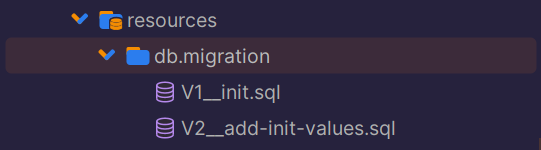 resources
db.migration
V1__init.sql
V2__add-init-values.sql